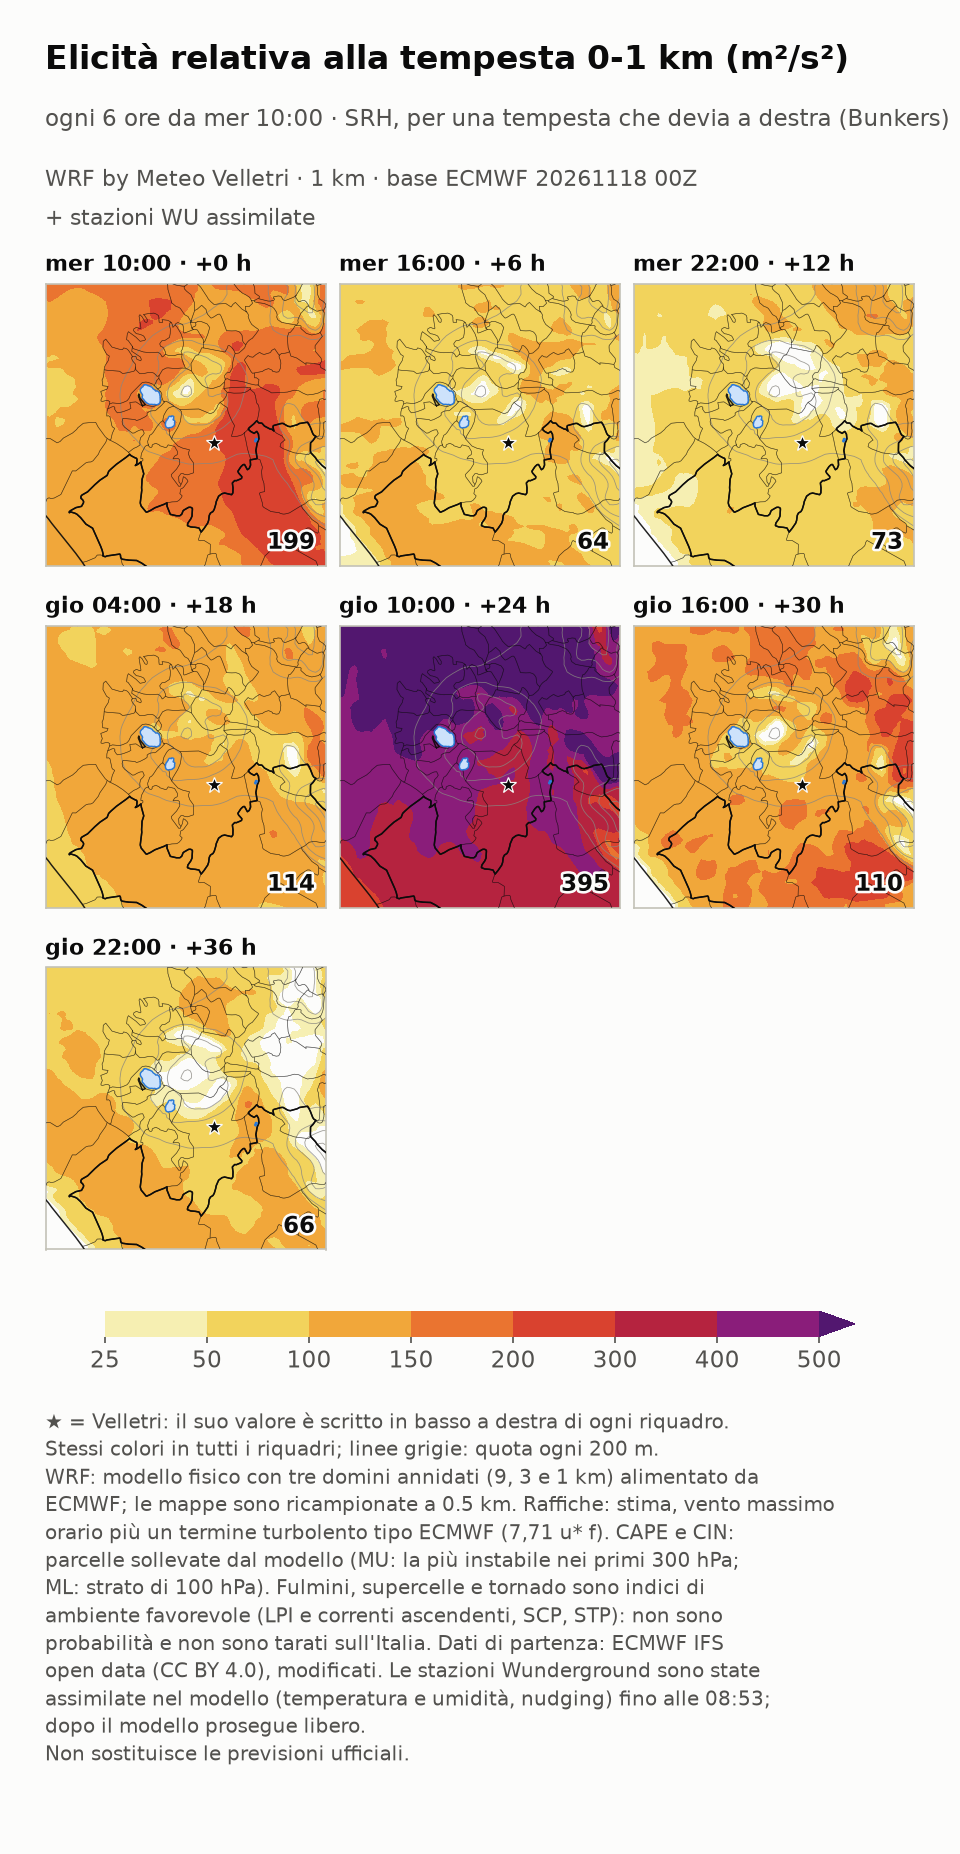 Elicità relativa alla tempesta 0-1 km (m²/s²)
ogni 6 ore da mer 10:00 · SRH, per una tempesta che devia a destra (Bunkers)
WRF by Meteo Velletri · 1 km · base ECMWF 20261118 00Z
+ stazioni WU assimilate
mer 10:00 · +0 h
mer 16:00 · +6 h
mer 22:00 · +12 h
199
64
73
gio 04:00 · +18 h
gio 10:00 · +24 h
gio 16:00 · +30 h
114
395
110
gio 22:00 · +36 h
66
25 50 100 150 200 300 400 500
★ = Velletri: il suo valore è scritto in basso a destra di ogni riquadro.
Stessi colori in tutti i riquadri; linee grigie: quota ogni 200 m.
WRF: modello fisico con tre domini annidati (9, 3 e 1 km) alimentato da
ECMWF; le mappe sono ricampionate a 0.5 km. Raffiche: stima, vento massimo
orario più un termine turbolento tipo ECMWF (7,71 u* f). CAPE e CIN:
parcelle sollevate dal modello (MU: la più instabile nei primi 300 hPa;
ML: strato di 100 hPa). Fulmini, supercelle e tornado sono indici di
ambiente favorevole (LPI e correnti ascendenti, SCP, STP): non sono
probabilità e non sono tarati sull'Italia. Dati di partenza: ECMWF IFS
open data (CC BY 4.0), modificati. Le stazioni Wunderground sono state
assimilate nel modello (temperatura e umidità, nudging) fino alle 08:53;
dopo il modello prosegue libero.
Non sostituisce le previsioni ufficiali.